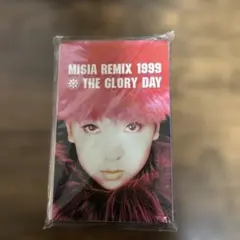 MISIA REMIX 1999
THE GLORY DAY